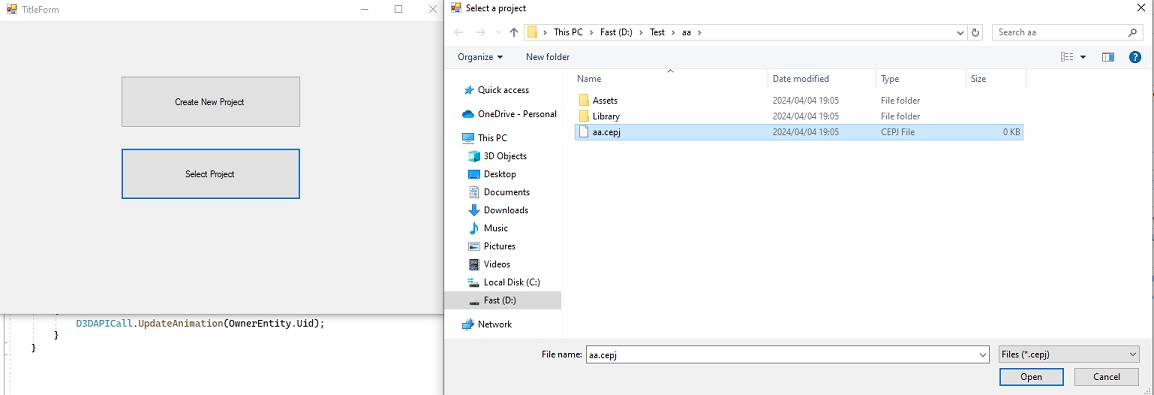 TitleForm
Create New Project
Select Project
D3DAPICall.UpdateAnimation(OwnerEntity.Uid);
}
}
Select a project
This PC > Fast (D:) > Test > aa >
Search aa
Organize
New folder
Quick access
OneDrive - Personal
This PC
3D Objects
Desktop
Documents
Downloads
Music
Pictures
Videos
Local Disk (C:)
Fast (D:)
Network
Name Date modified Type Size
Assets 2024/04/04 19:05 File folder
Library 2024/04/04 19:05 File folder
aa.cepj 2024/04/04 19:05 CEPJ File 0 KB
File name: aa.cepj Files (*.cepj)
Open Cancel